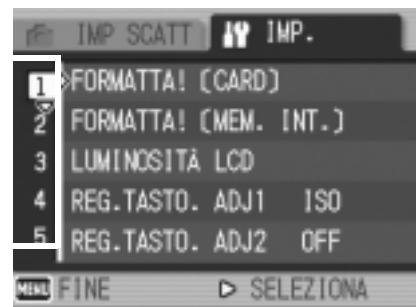 IMP SCATT IMP.
1 FORMATTA! [CARD]
2 FORMATTA! [MEM. INT.]
3 LUMINOSITÀ LCD
4 REG.TASTO. ADJ1 ISO
5 REG.TASTO. ADJ2 OFF
MENU FINE SELEZIONA